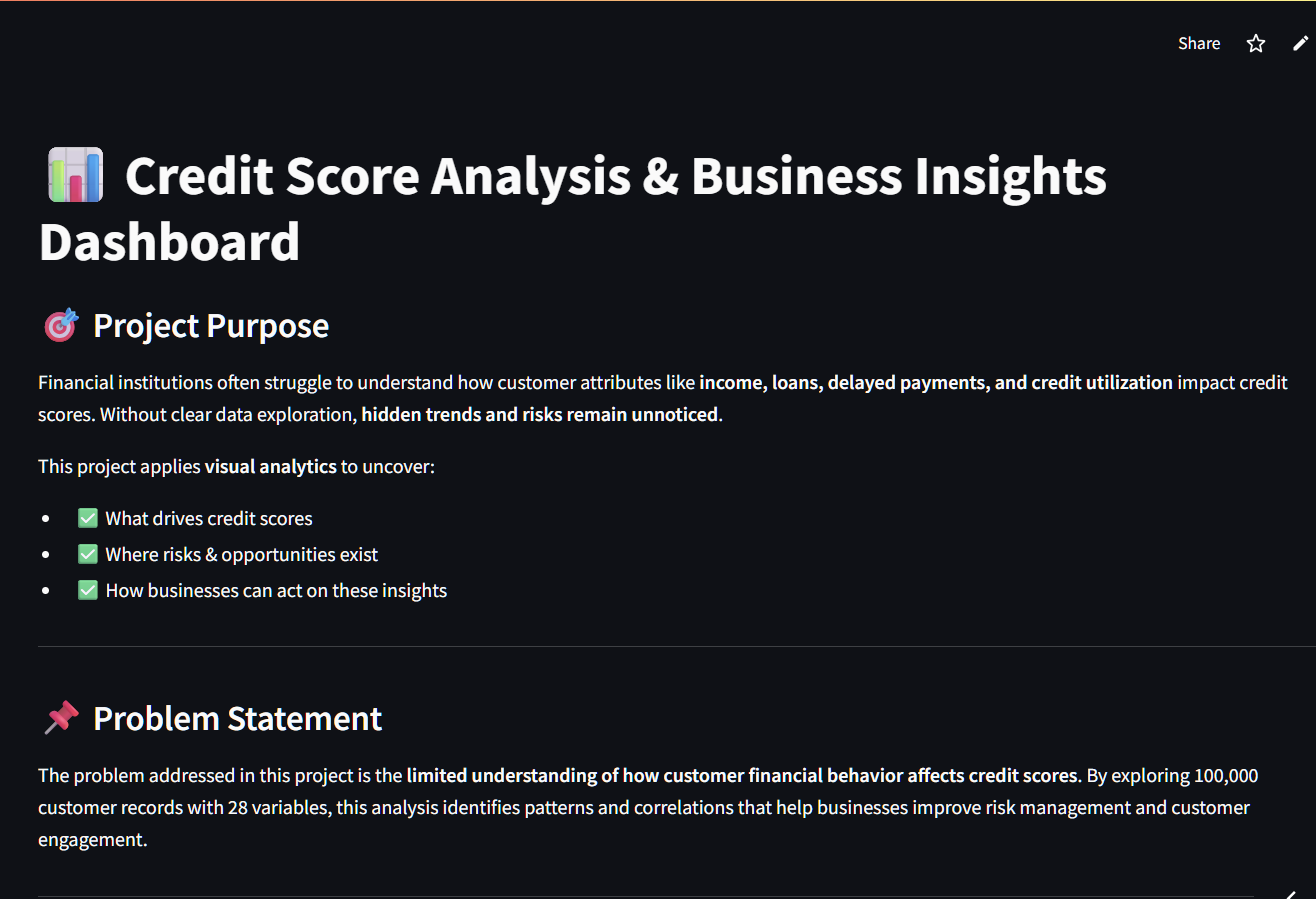 Share
📊 Credit Score Analysis & Business Insights
Dashboard
🎯 Project Purpose
Financial institutions often struggle to understand how customer attributes like income, loans, delayed payments, and credit utilization impact credit
scores. Without clear data exploration, hidden trends and risks remain unnoticed.
This project applies visual analytics to uncover:
• ✅ What drives credit scores
• ✅ Where risks & opportunities exist
• ✅ How businesses can act on these insights
📌 Problem Statement
The problem addressed in this project is the limited understanding of how customer financial behavior affects credit scores. By exploring 100,000
customer records with 28 variables, this analysis identifies patterns and correlations that help businesses improve risk management and customer
engagement.